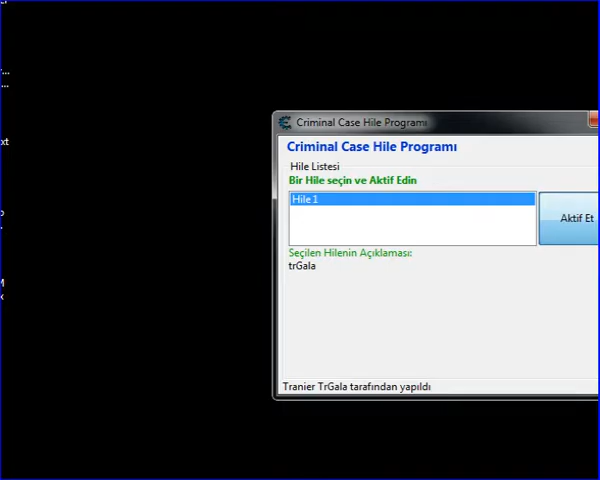 Criminal Case Hile Programı
Criminal Case Hile Programı
Hile Listesi
Bir Hile seçin ve Aktif Edin
Hile 1
Aktif Et
Seçilen Hilenin Açıklaması:
trGala
Tranier TrGala tarafından yapıldı